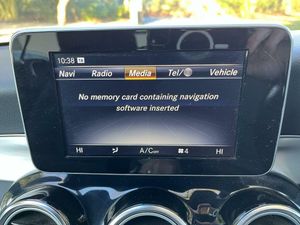 10:38
Navi Radio Media Tel/ Vehicle
No memory card containing navigation
software inserted
HI A/C 4 HI